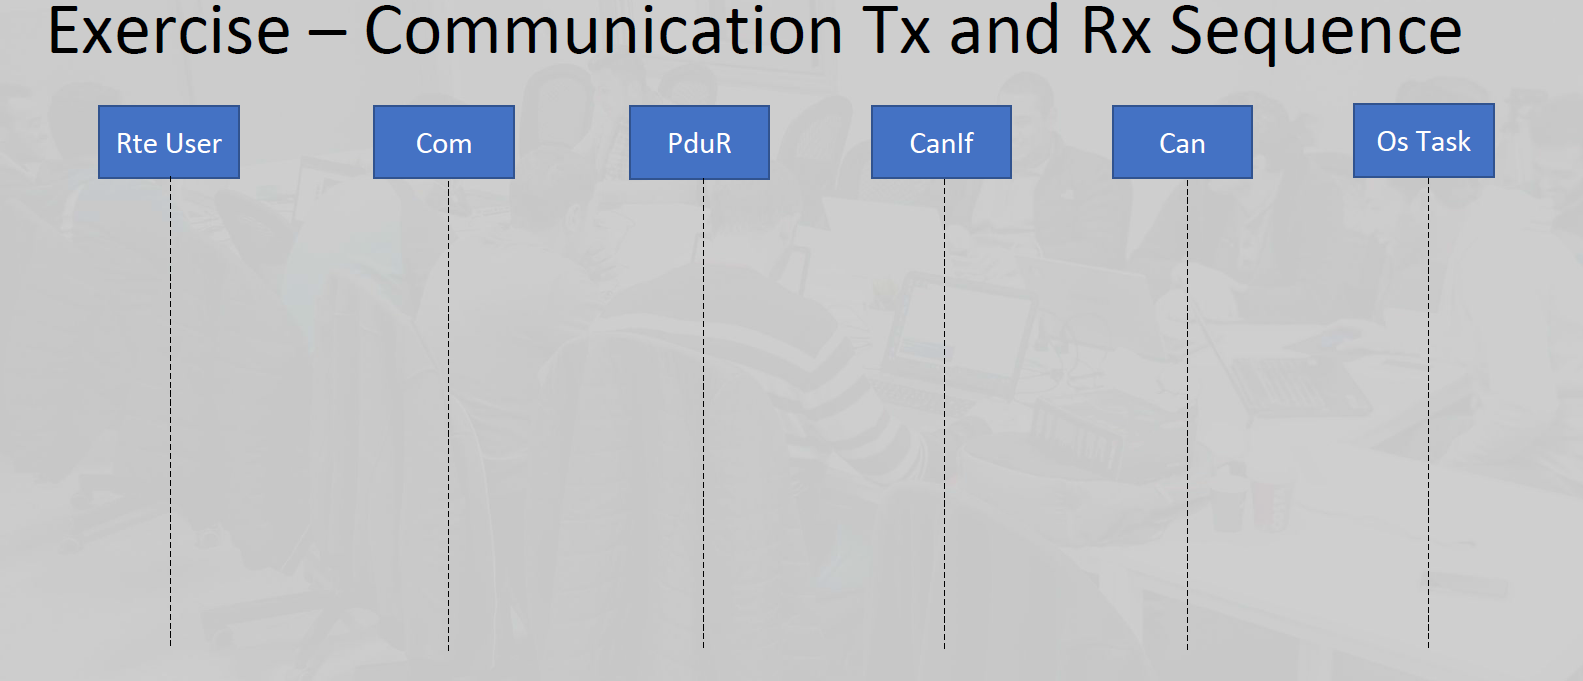 Exercise – Communication Tx and Rx Sequence
Rte User
Com
PduR
CanIf
Can
Os Task